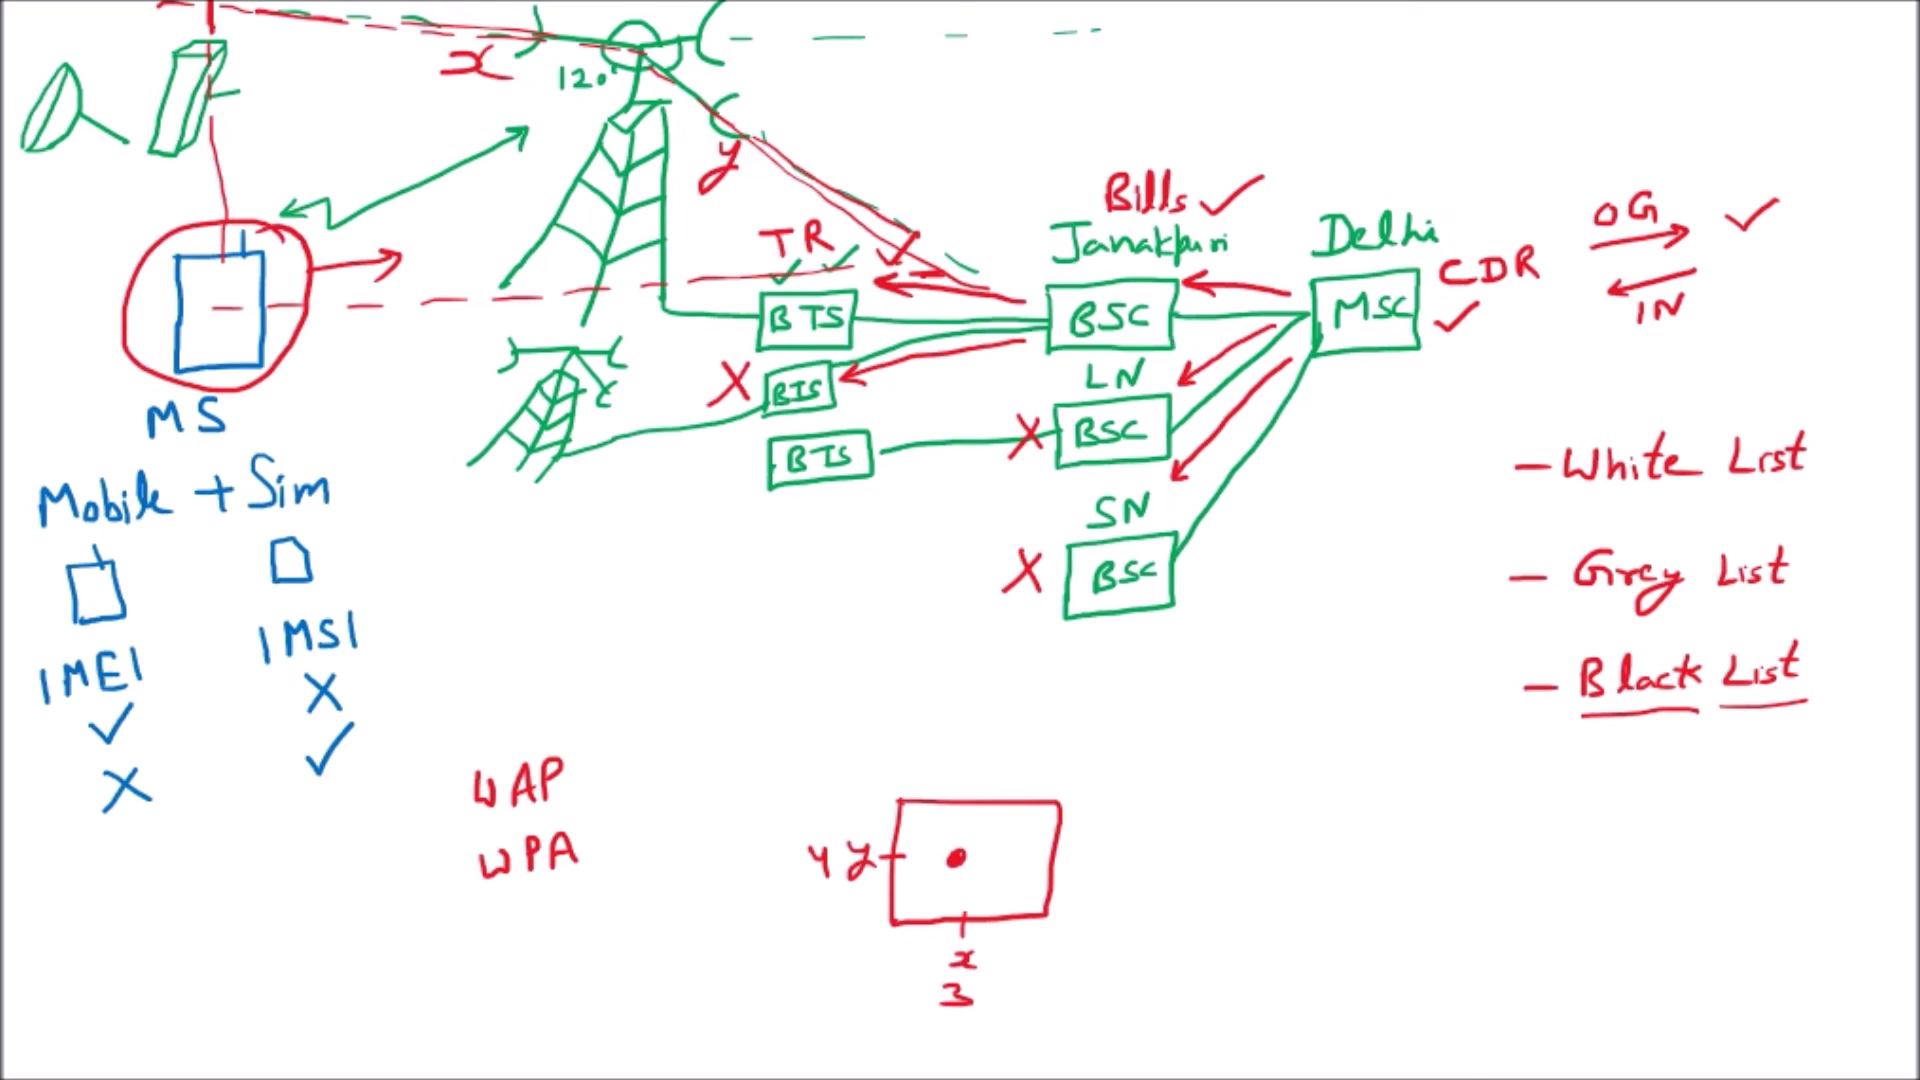 x
120°
y
Bills
Janakpuri
Delhi
OG
IN
TR
CDR
BTS
BSC
MSC
BTS
LN
BSC
BTS
SN
BSC
MS
Mobile + Sim
IMEI
IMSI
- White List
- Grey List
- Black List
WAP
WPA
4 y
x
3